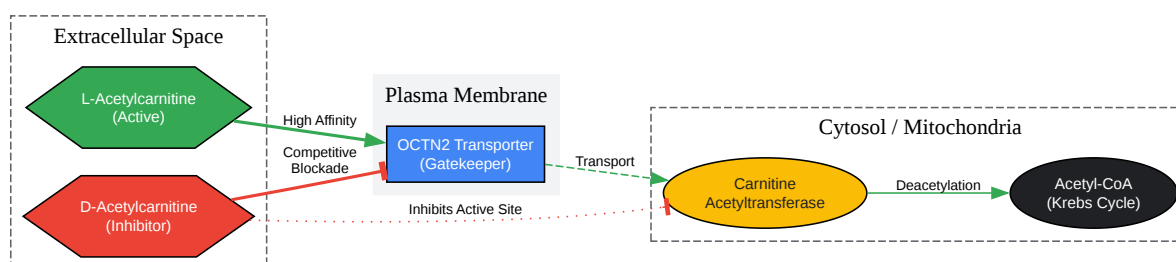 Extracellular Space
L-Acetylcarnitine
(Active)
D-Acetylcarnitine
(Inhibitor)
High Affinity
Competitive
Blockade
Inhibits Active Site
Plasma Membrane
OCTN2 Transporter
(Gatekeeper)
Transport
Cytosol / Mitochondria
Carnitine
Acetyltransferase
Deacetylation
Acetyl-CoA
(Krebs Cycle)